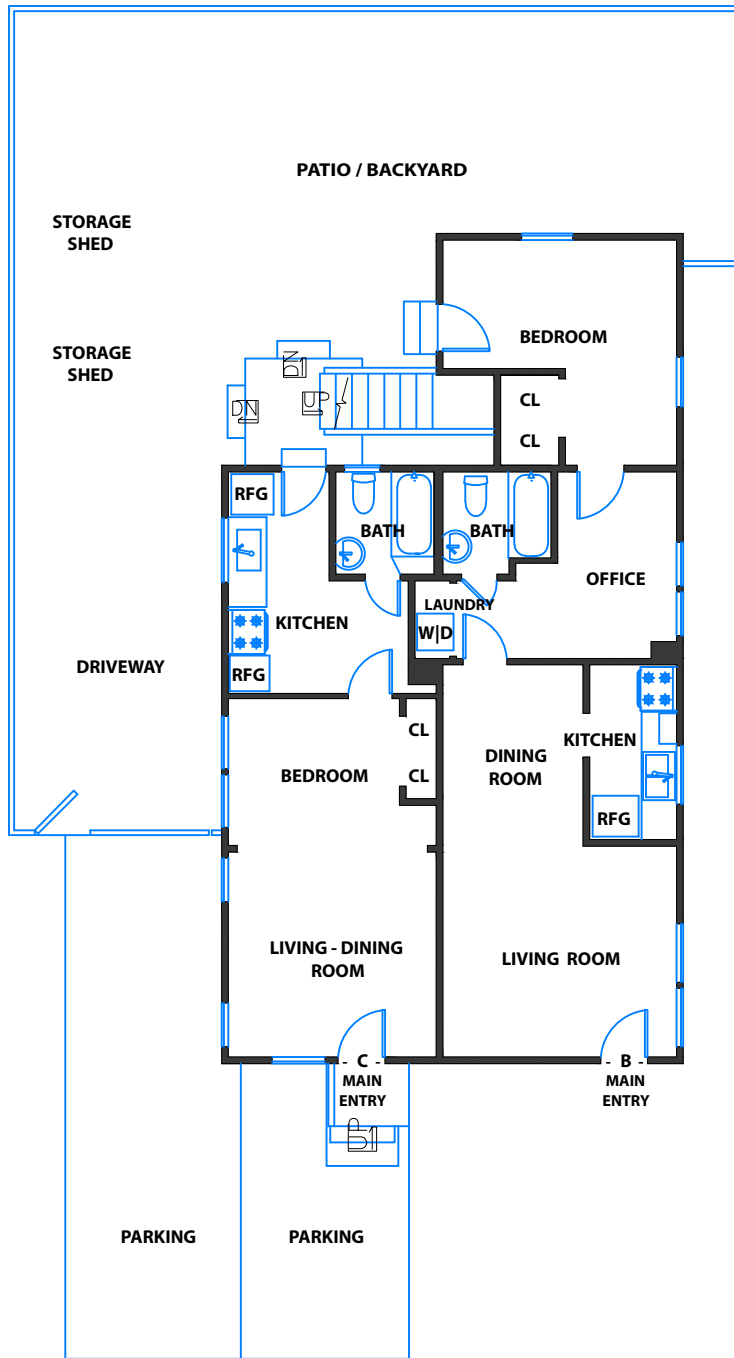 PATIO / BACKYARD
STORAGE
SHED
STORAGE
SHED
BEDROOM
CL
CL
DN
DN
UP
RFG
BATH
BATH
OFFICE
LAUNDRY
W|D
KITCHEN
RFG
DRIVEWAY
CL
BEDROOM
CL
KITCHEN
DINING
ROOM
RFG
LIVING - DINING
ROOM
LIVING ROOM
- C -
MAIN
ENTRY
- B -
MAIN
ENTRY
UP
PARKING
PARKING